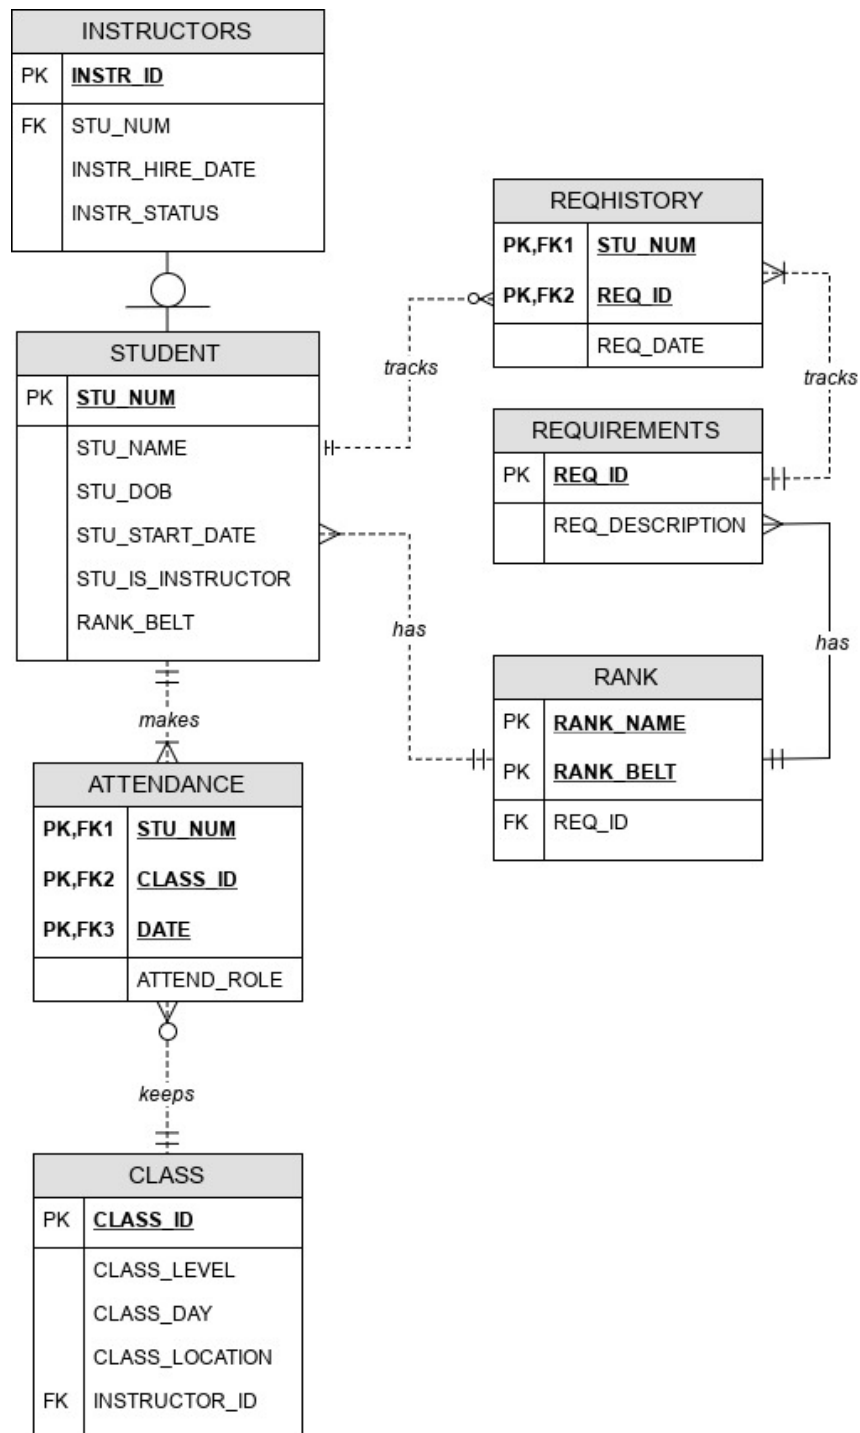 INSTRUCTORS
PK INSTR_ID
FK STU_NUM
INSTR_HIRE_DATE
INSTR_STATUS
STUDENT
PK STU_NUM
STU_NAME
STU_DOB
STU_START_DATE
STU_IS_INSTRUCTOR
RANK_BELT
makes
ATTENDANCE
PK,FK1 STU_NUM
PK,FK2 CLASS_ID
PK,FK3 DATE
ATTEND_ROLE
keeps
CLASS
PK CLASS_ID
CLASS_LEVEL
CLASS_DAY
CLASS_LOCATION
FK INSTRUCTOR_ID
tracks
has
REQHISTORY
PK,FK1 STU_NUM
PK,FK2 REQ_ID
REQ_DATE
tracks
REQUIREMENTS
PK REQ_ID
REQ_DESCRIPTION
has
RANK
PK RANK_NAME
PK RANK_BELT
FK REQ_ID